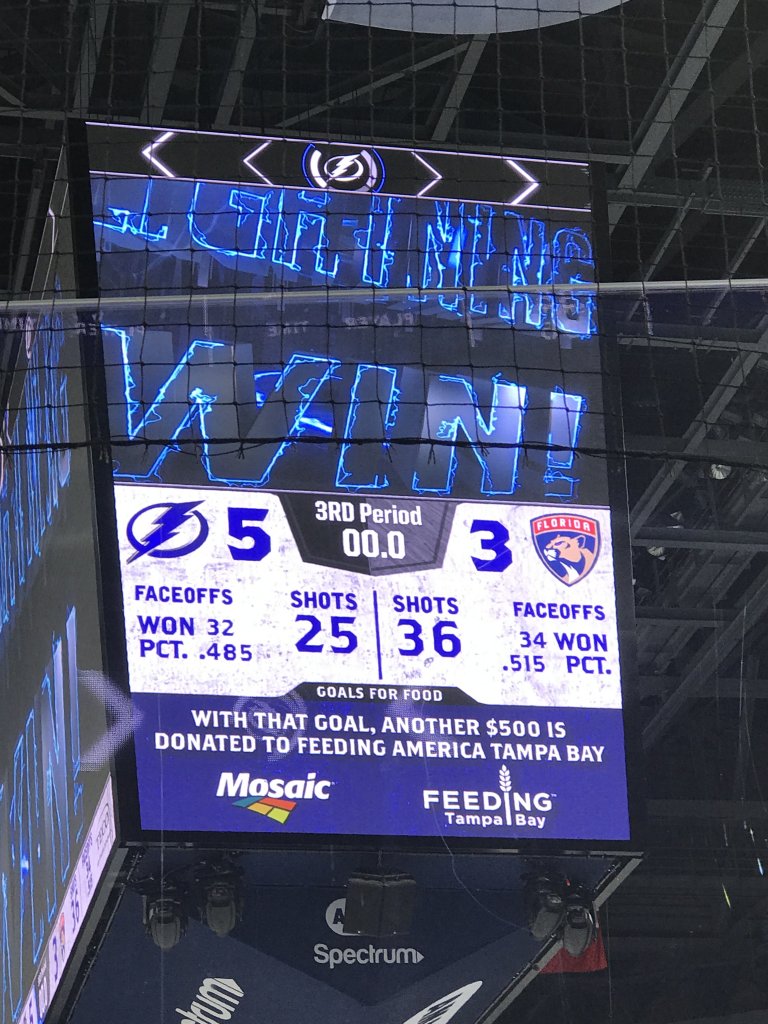 LIGHTNING
WIN!
5
3RD Period
00.0
3
FLORIDA
FACEOFFS
WON 32
PCT. .485
SHOTS
25
SHOTS
36
FACEOFFS
34 WON
.515 PCT.
GOALS FOR FOOD
WITH THAT GOAL, ANOTHER $500 IS
DONATED TO FEEDING AMERICA TAMPA BAY
Mosaic
FEEDING™
Tampa Bay
Spectrum